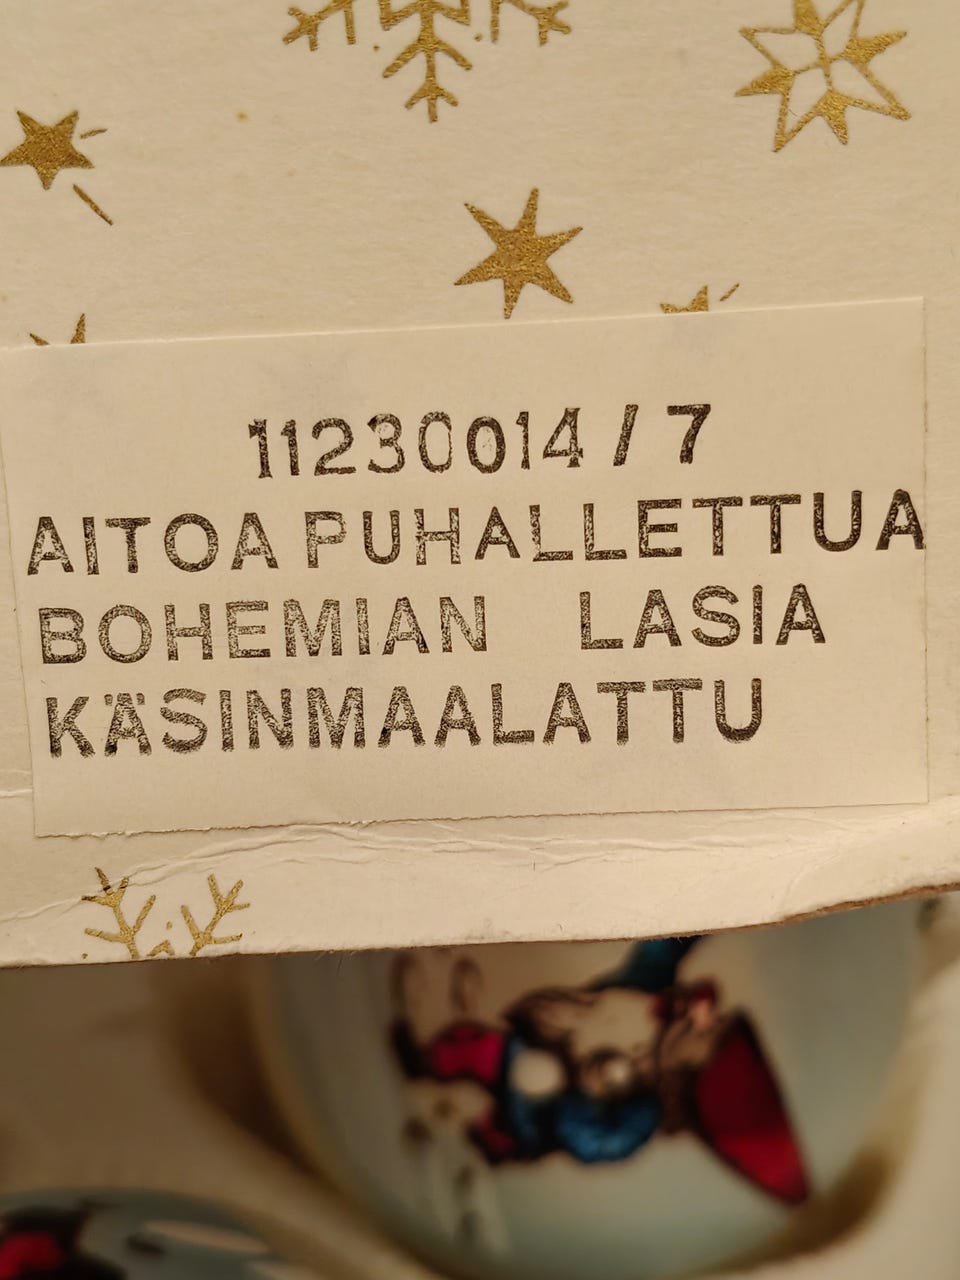 11230014 / 7
AITOA PUHALLETTUA
BOHEMIAN LASIA
KÄSINMAALATTU